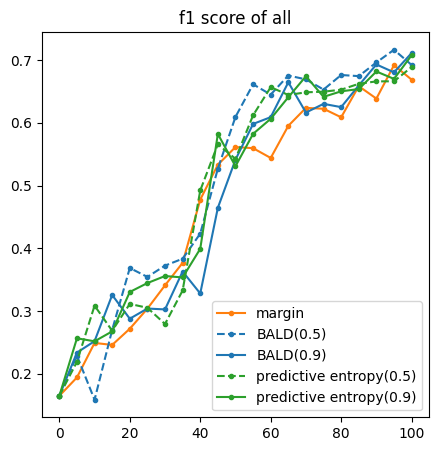 f1 score of all
0.7
0.6
0.5
0.4
0.3
0.2
margin
BALD(0.5)
BALD(0.9)
predictive entropy(0.5)
predictive entropy(0.9)
0 20 40 60 80 100